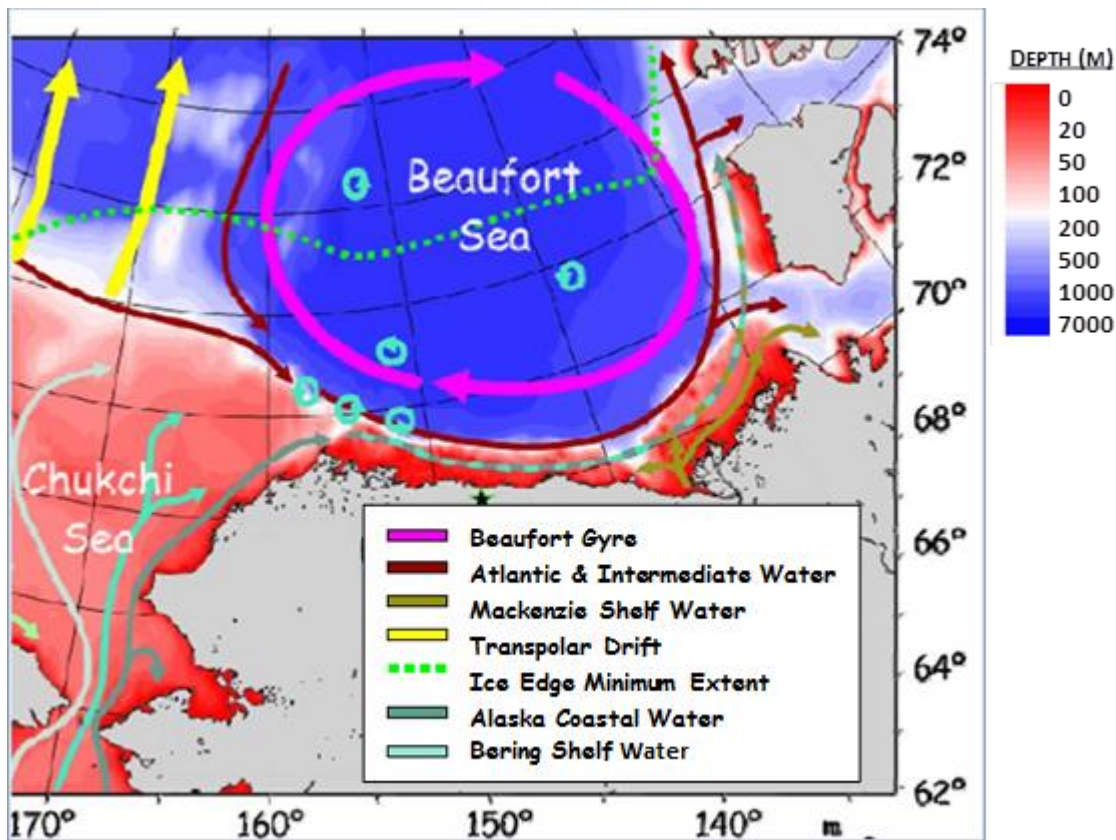 74°
72°
70°
68°
66°
64°
62°
170°
160°
150°
140°
m
Beaufort
Sea
Chukchi
Sea
Beaufort Gyre
Atlantic & Intermediate Water
Mackenzie Shelf Water
Transpolar Drift
Ice Edge Minimum Extent
Alaska Coastal Water
Bering Shelf Water
DEPTH (M)
0
20
50
100
200
500
1000
7000